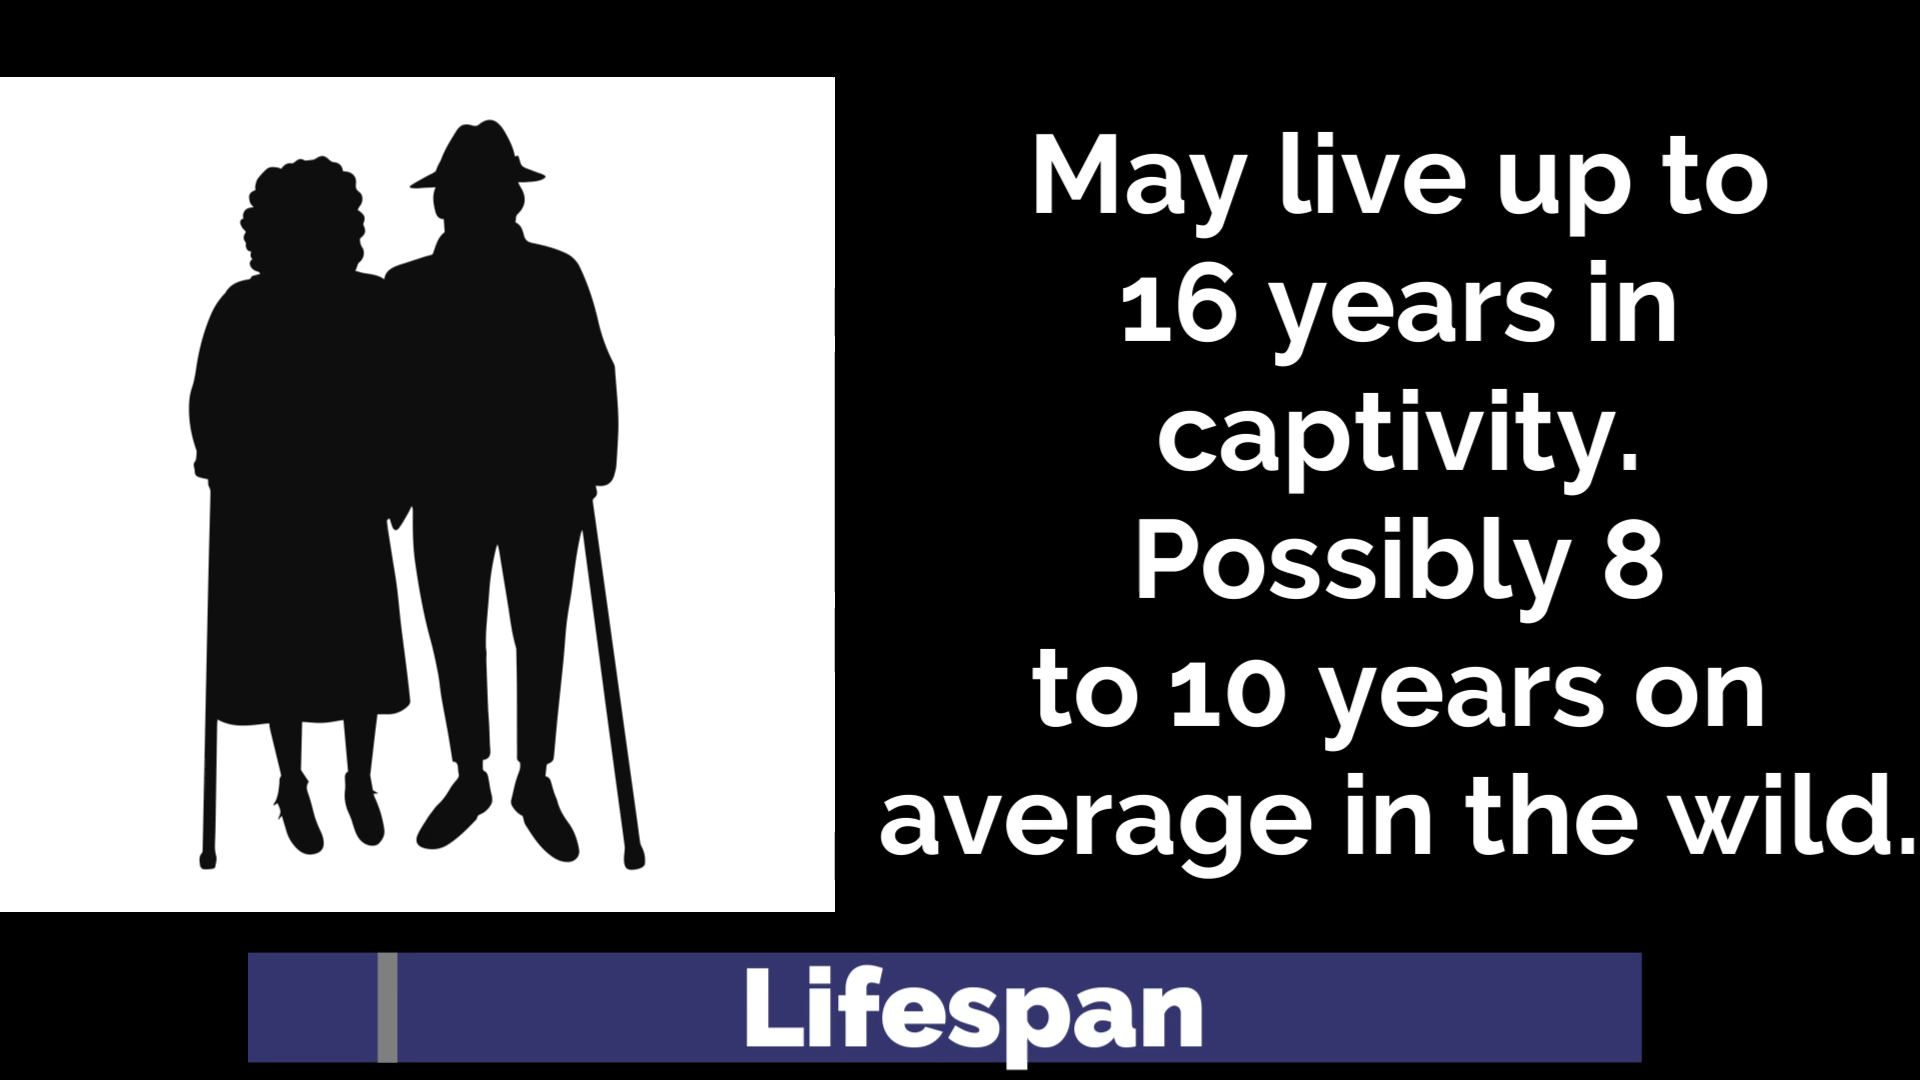 May live up to
16 years in
captivity.
Possibly 8
to 10 years on
average in the wild.
Lifespan